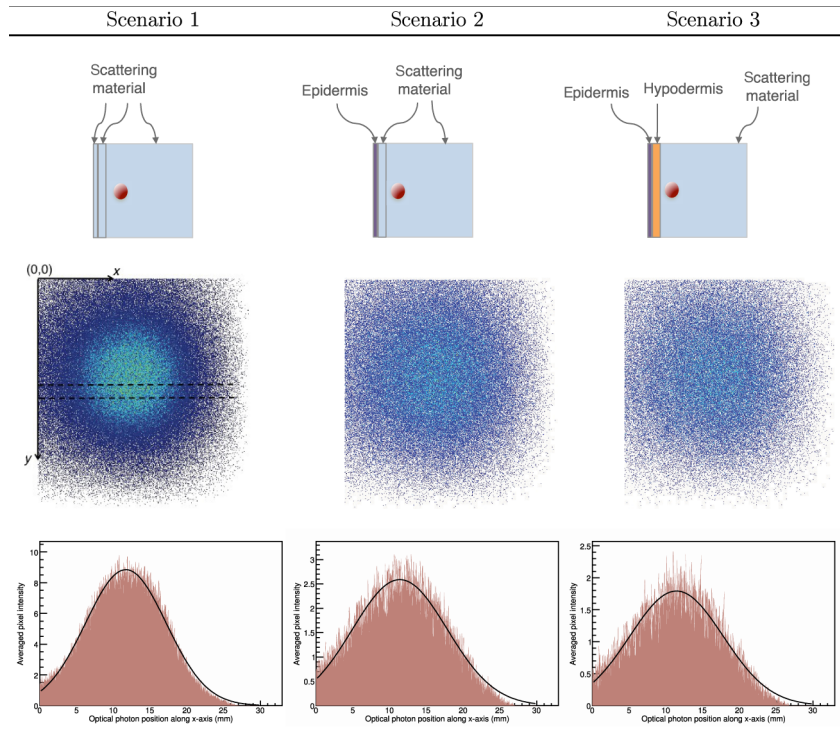 Scenario 1
Scenario 2
Scenario 3
Scattering
material
Epidermis
Scattering
material
Epidermis
Hypodermis
Scattering
material
(0,0)
x
y
Averaged pixel intensity
10
8
6
4
2
0
0 5 10 15 20 25 30
Optical photon position along x-axis (mm)
Averaged pixel intensity
3
2.5
2
1.5
1
0.5
0
0 5 10 15 20 25 30
Optical photon position along x-axis (mm)
Averaged pixel intensity
2
1.5
1
0.5
0
0 5 10 15 20 25 30
Optical photon position along x-axis (mm)